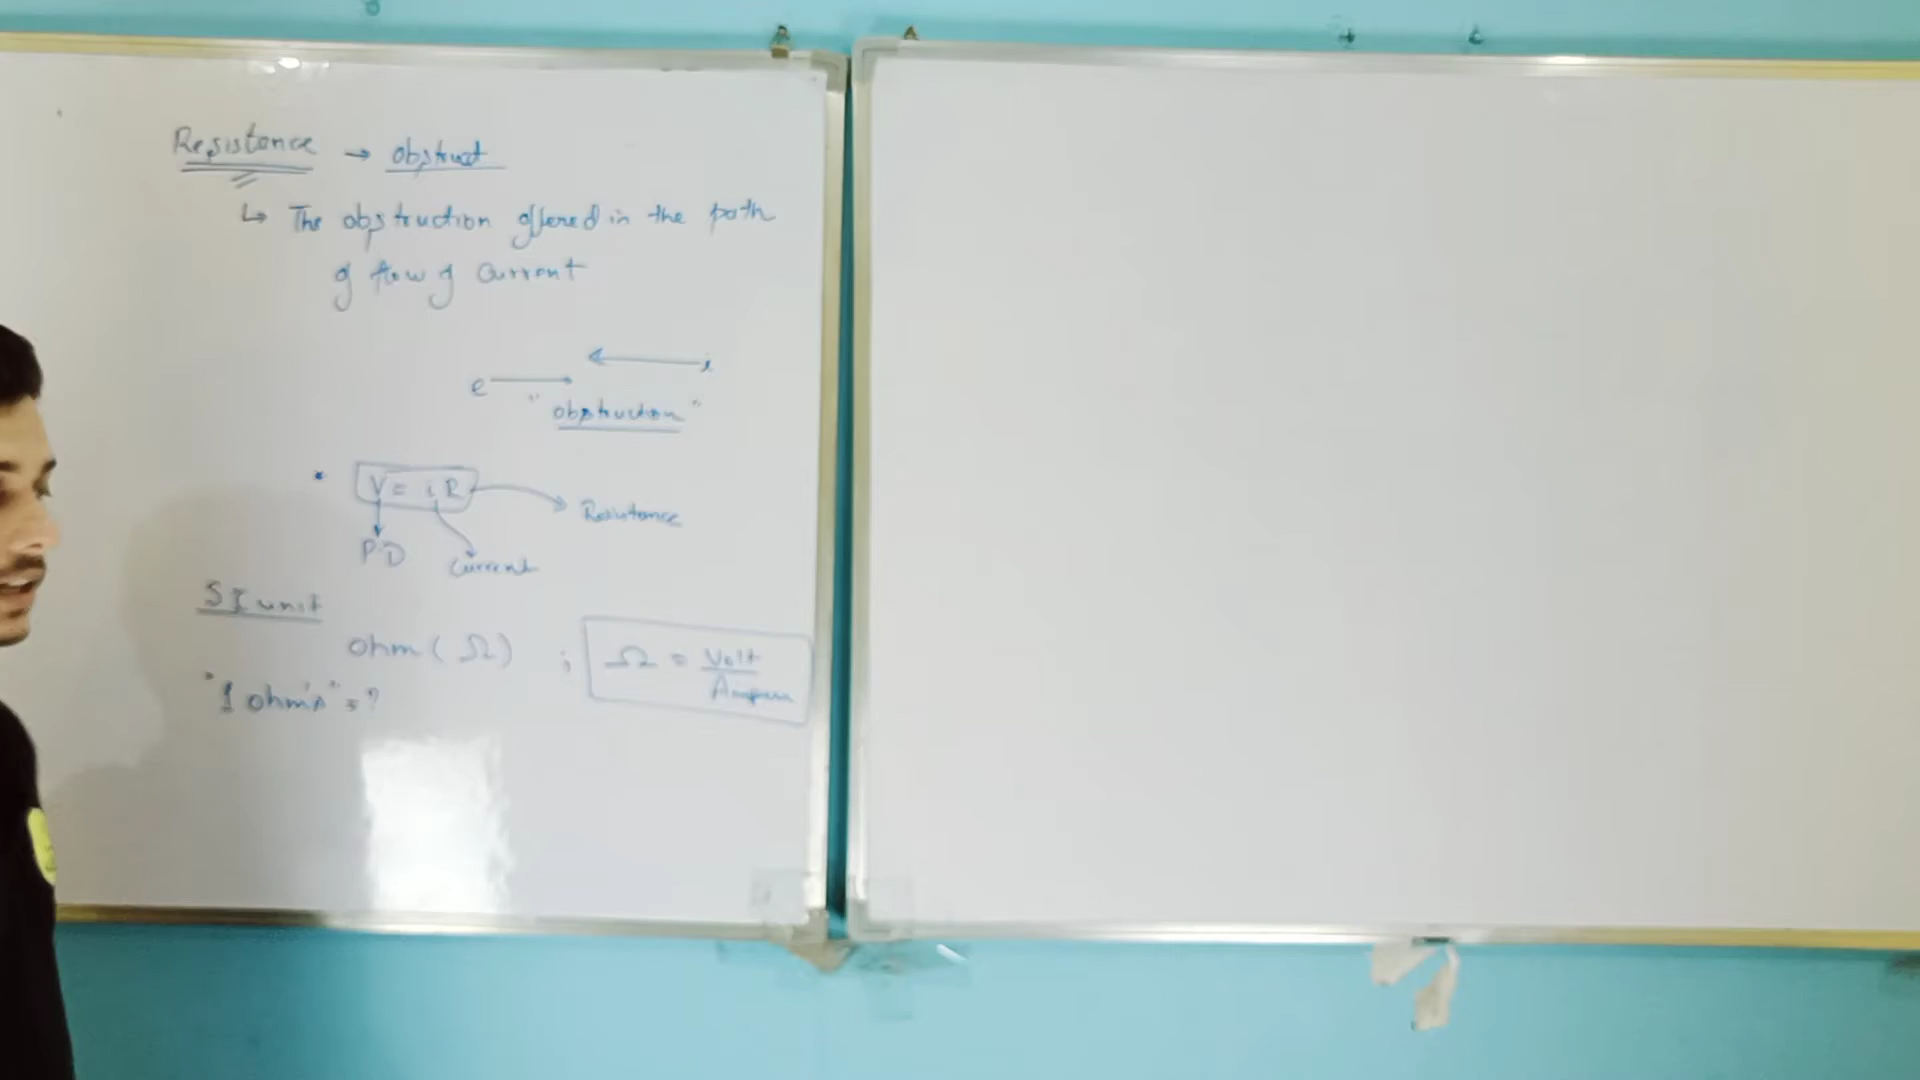 Resistance → obstruct
↳ The obstruction offered in the path
of flow of current
i
e
"obstruction"
* V = iR
Resistance
P.D
Current
SI unit
ohm (Ω) ; Ω = Volt / Ampere
"1 ohm's" = ?